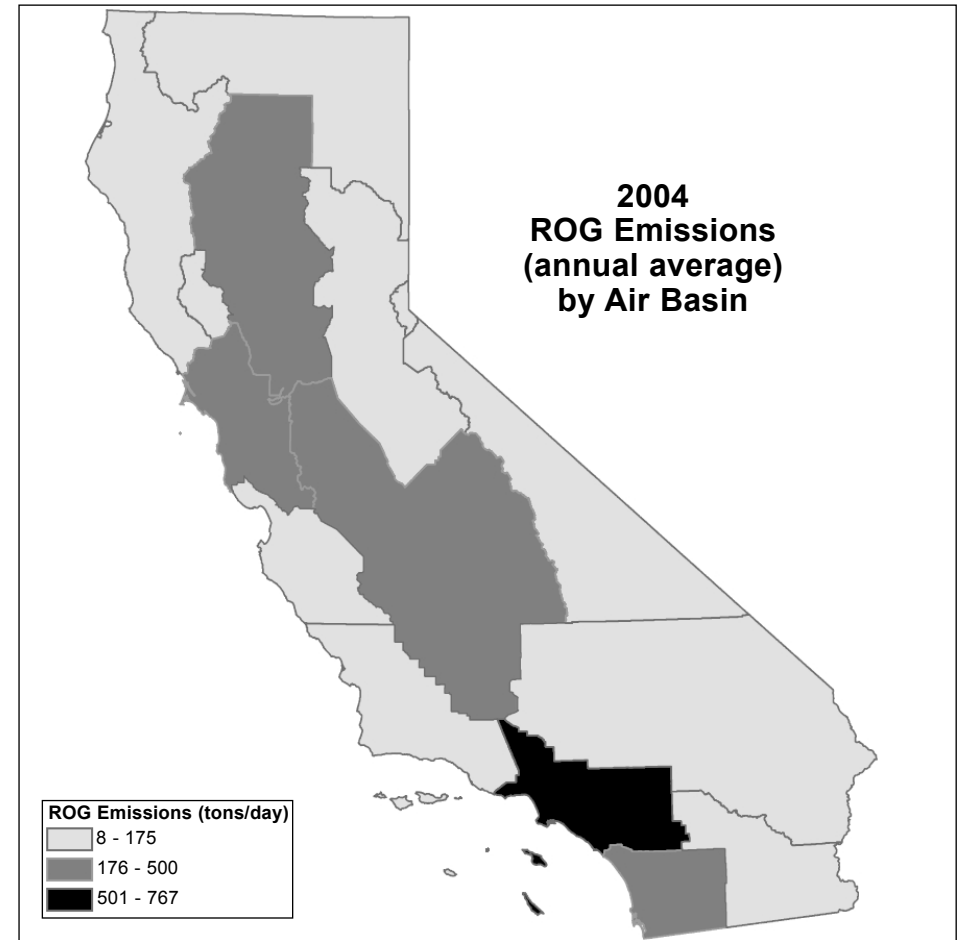 2004
ROG Emissions
(annual average)
by Air Basin
ROG Emissions (tons/day)
8 - 175
176 - 500
501 - 767